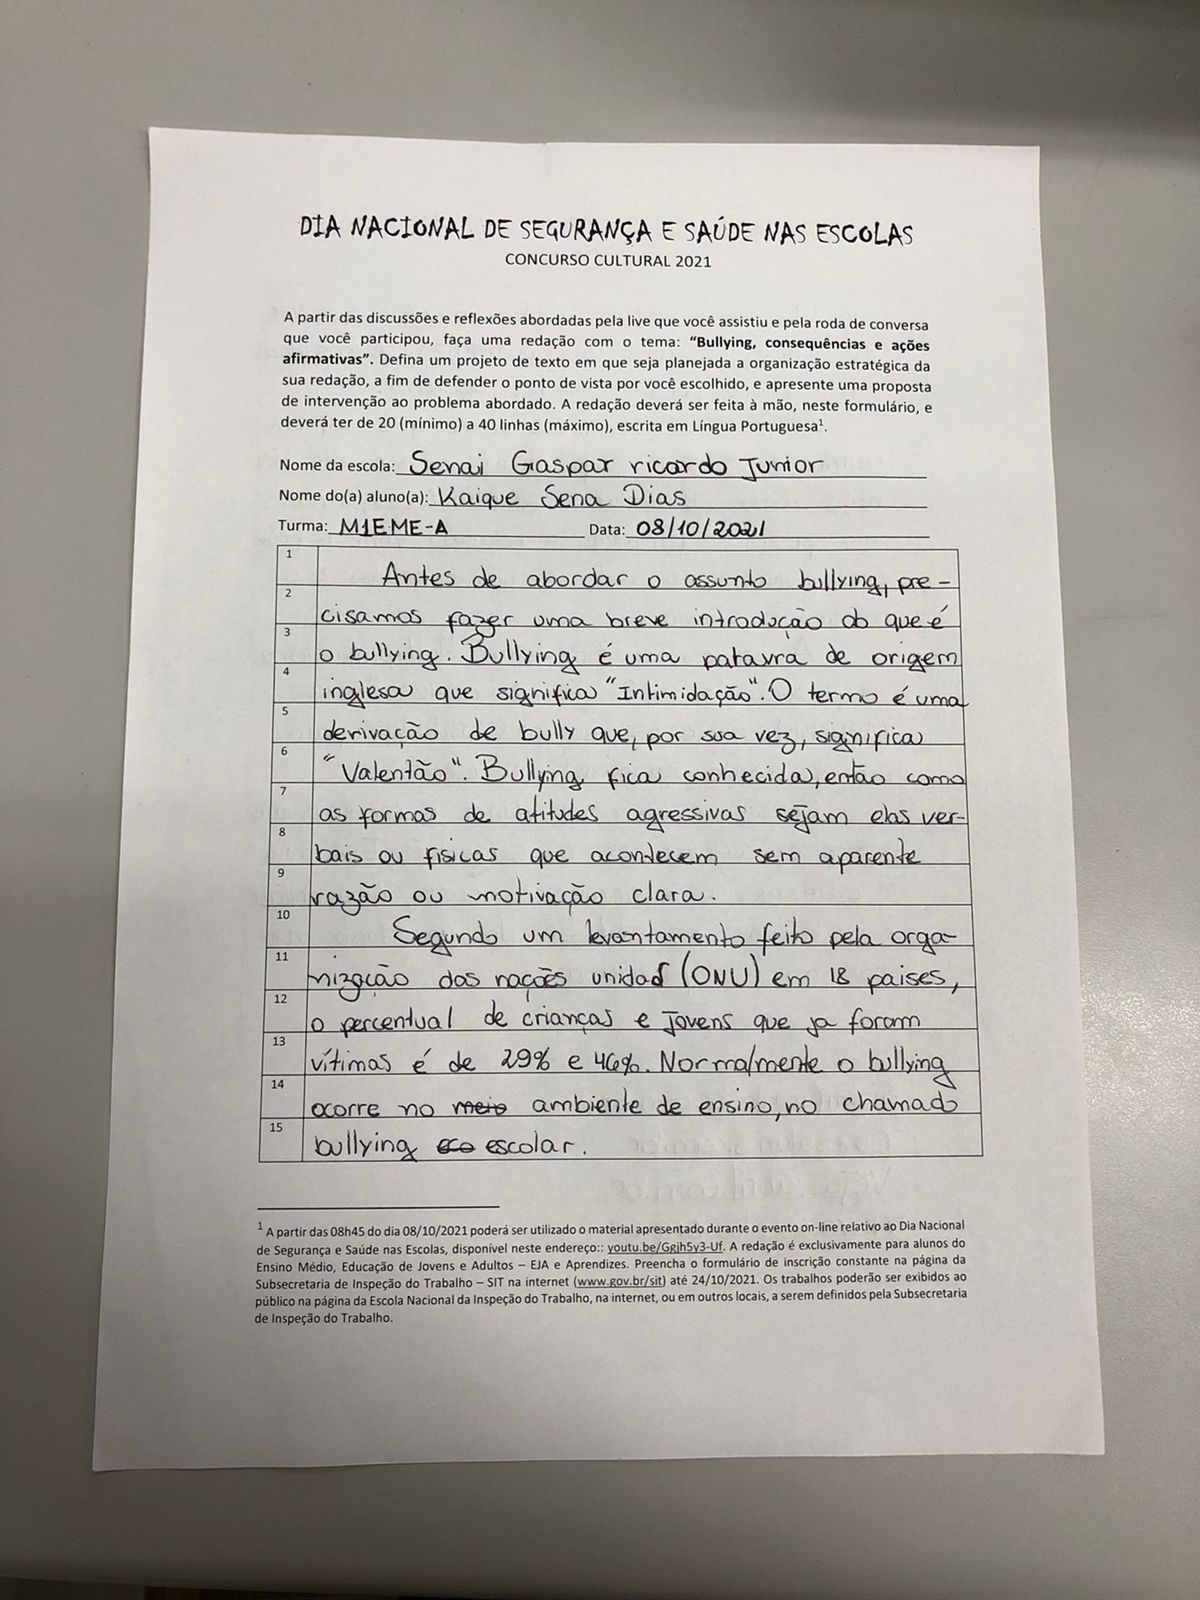 DIA NACIONAL DE SEGURANÇA E SAÚDE NAS ESCOLAS
CONCURSO CULTURAL 2021
A partir das discussões e reflexões abordadas pela live que você assistiu e pela roda de conversa
que você participou, faça uma redação com o tema: "Bullying, consequências e ações
afirmativas". Defina um projeto de texto em que seja planejada a organização estratégica da
sua redação, a fim de defender o ponto de vista por você escolhido, e apresente uma proposta
de intervenção ao problema abordado. A redação deverá ser feita à mão, neste formulário, e
deverá ter de 20 (mínimo) a 40 linhas (máximo), escrita em Língua Portuguesa¹.
Nome da escola: Senai Gaspar ricardo Junior
Nome do(a) aluno(a): Kaique Sena Dias
Turma: M1EME-A Data: 08/10/2021
1 Antes de abordar o assunto bullying, pre-
2 cisamos fazer uma breve introdução do que é
3 o bullying. Bullying é uma patavra de origem
4 inglesa que significa "Intimidação". O termo é uma
5 derivação de bully que, por sua vez, significa
6 "Valentão". Bullying fica conhecida, então como
7 as formas de atitudes agressivas sejam elas ver-
8 bais ou fisicas que acontecem sem aparente
9 razão ou motivação clara.
10 Segundo um levantamento feito pela orga-
11 nização das nações unidas (ONU) em 18 paises,
12 o percentual de crianças e jovens que ja foram
13 vítimas é de 29% e 46%. Normalmente o bullying
14 ocorre no meio ambiente de ensino, no chamado
15 bullying eco escolar.
¹ A partir das 08h45 do dia 08/10/2021 poderá ser utilizado o material apresentado durante o evento on-line relativo ao Dia Nacional
de Segurança e Saúde nas Escolas, disponível neste endereço:: youtu.be/Ggjh5y3-Uf. A redação é exclusivamente para alunos do
Ensino Médio, Educação de Jovens e Adultos – EJA e Aprendizes. Preencha o formulário de inscrição constante na página da
Subsecretaria de Inspeção do Trabalho – SIT na internet (www.gov.br/sit) até 24/10/2021. Os trabalhos poderão ser exibidos ao
público na página da Escola Nacional da Inspeção do Trabalho, na internet, ou em outros locais, a serem definidos pela Subsecretaria
de Inspeção do Trabalho.